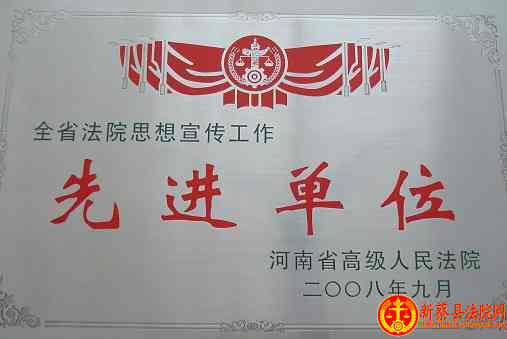 全省法院思想宣传工作
先进单位
河南省高级人民法院
二〇〇八年九月
新蔡县法院网